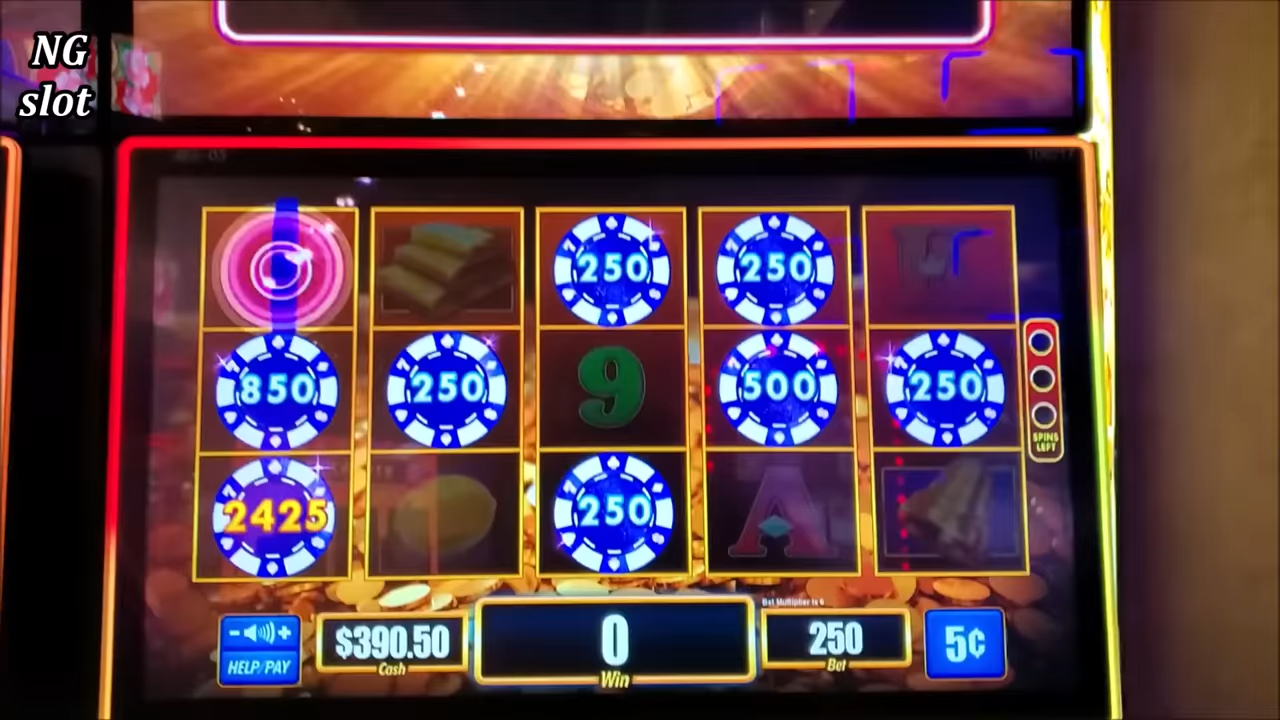 NG
slot
250
250
850
250
9
500
250
2425
250
A
SPINS
LEFT
Bet Multiplier is 6
- +
HELP/PAY
$390.50
Cash
0
Win
250
Bet
5¢